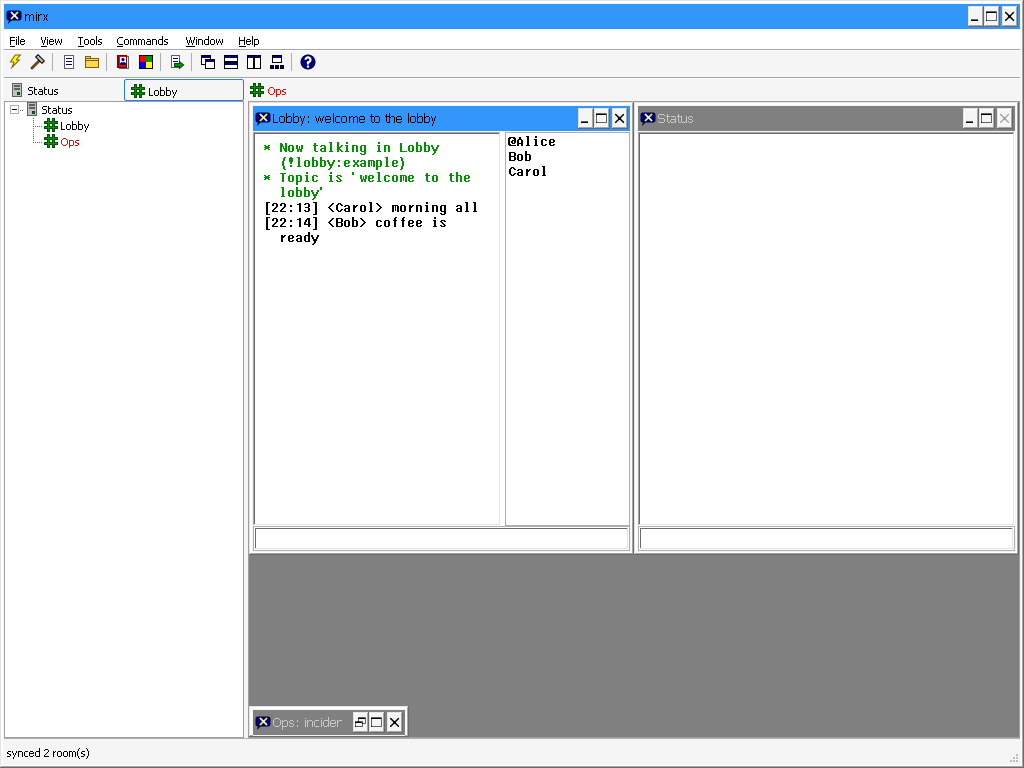 mirx
File View Tools Commands Window Help
Status Lobby Ops
Status
Lobby
Ops
Lobby: welcome to the lobby
* Now talking in Lobby
(!lobby:example)
* Topic is 'welcome to the
lobby'
[22:13] <Carol> morning all
[22:14] <Bob> coffee is
ready
@Alice
Bob
Carol
Status
Ops: incider
synced 2 room(s)